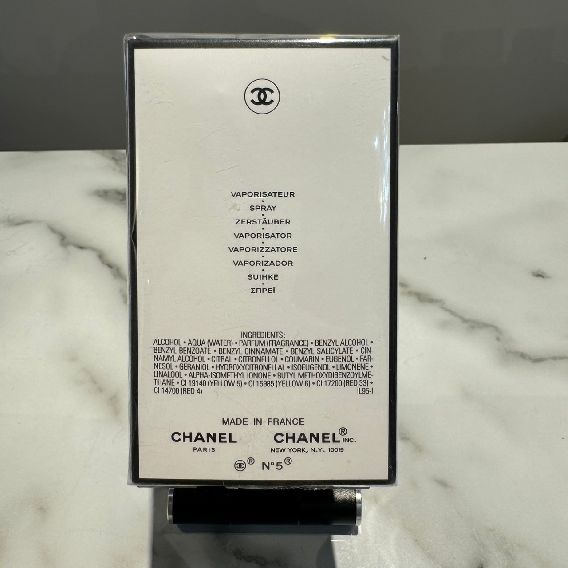 VAPORISATEUR
SPRAY
ZERSTÄUBER
VAPORISATOR
VAPORIZZATORE
VAPORIZADOR
SUIHKE
ΣΠΡΕΪ
INGREDIENTS:
ALCOHOL • AQUA (WATER) • PARFUM (FRAGRANCE) • BENZYL ALCOHOL •
BENZYL BENZOATE • BENZYL CINNAMATE • BENZYL SALICYLATE • CIN-
NAMYL ALCOHOL • CITRAL • CITRONELLOL • COUMARIN • EUGENOL • FAR-
NESOL • GERANIOL • HYDROXYCITRONELLAL • ISOEUGENOL • LIMONENE •
LINALOOL • ALPHA-ISOMETHYL IONONE • BUTYL METHOXYDIBENZOYLME-
THANE • CI 19140 (YELLOW 5) • CI 15985 (YELLOW 6) • CI 17200 (RED 33) •
CI 14700 (RED 4) IL95-I
MADE IN FRANCE
CHANEL CHANEL® INC.
PARIS NEW YORK, N.Y. 10019
® N°5®